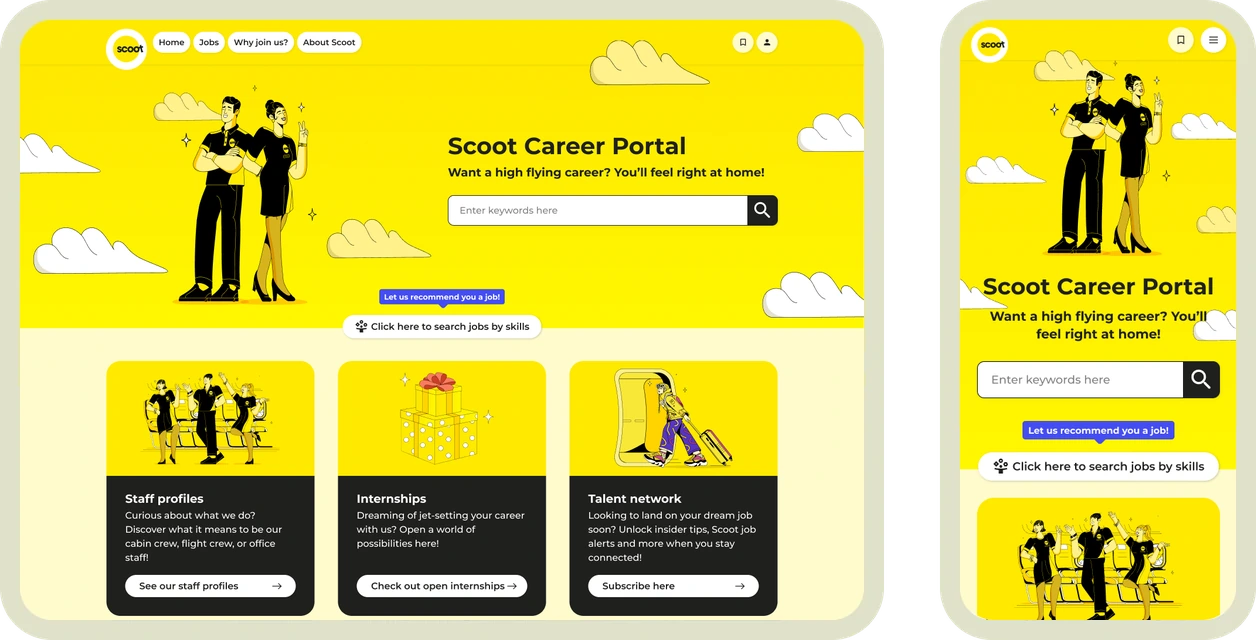 scoot
Home
Jobs
Why join us?
About Scoot
Scoot Career Portal
Want a high flying career? You’ll feel right at home!
Enter keywords here
Let us recommend you a job!
Click here to search jobs by skills
Staff profiles
Curious about what we do?
Discover what it means to be our
cabin crew, flight crew, or office
staff!
See our staff profiles
Internships
Dreaming of jet-setting your career
with us? Open a world of
possibilities here!
Check out open internships
Talent network
Looking to land on your dream job
soon? Unlock insider tips, Scoot job
alerts and more when you stay
connected!
Subscribe here
scoot
Scoot Career Portal
Want a high flying career? You’ll
feel right at home!
Enter keywords here
Let us recommend you a job!
Click here to search jobs by skills